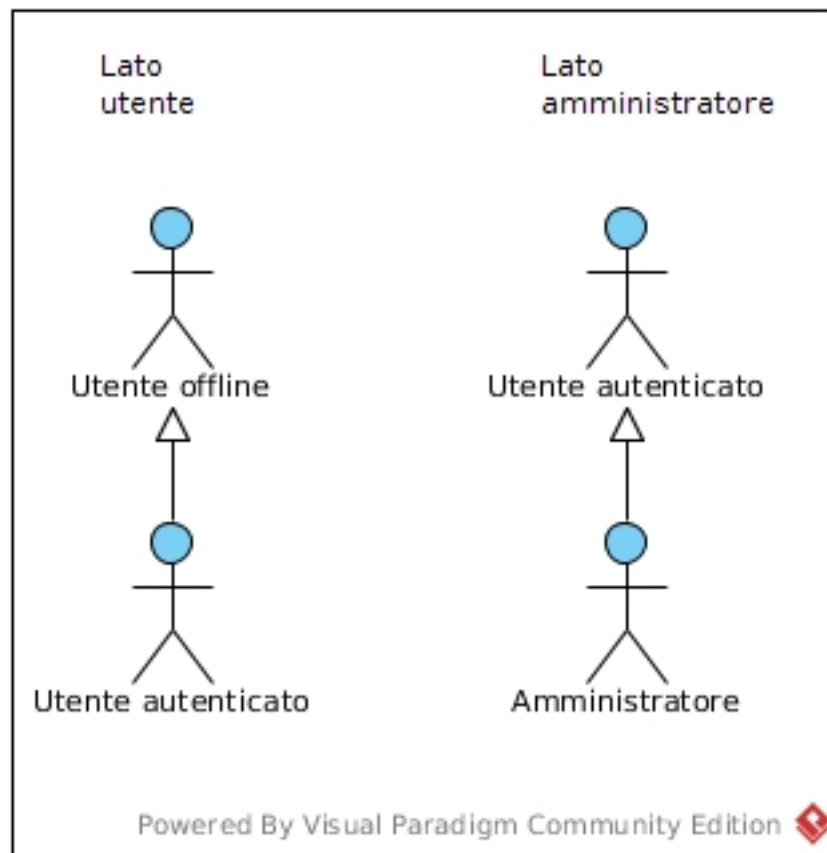 Lato
utente
Lato
amministratore
Utente offline
Utente autenticato
Utente autenticato
Amministratore
Powered By Visual Paradigm Community Edition